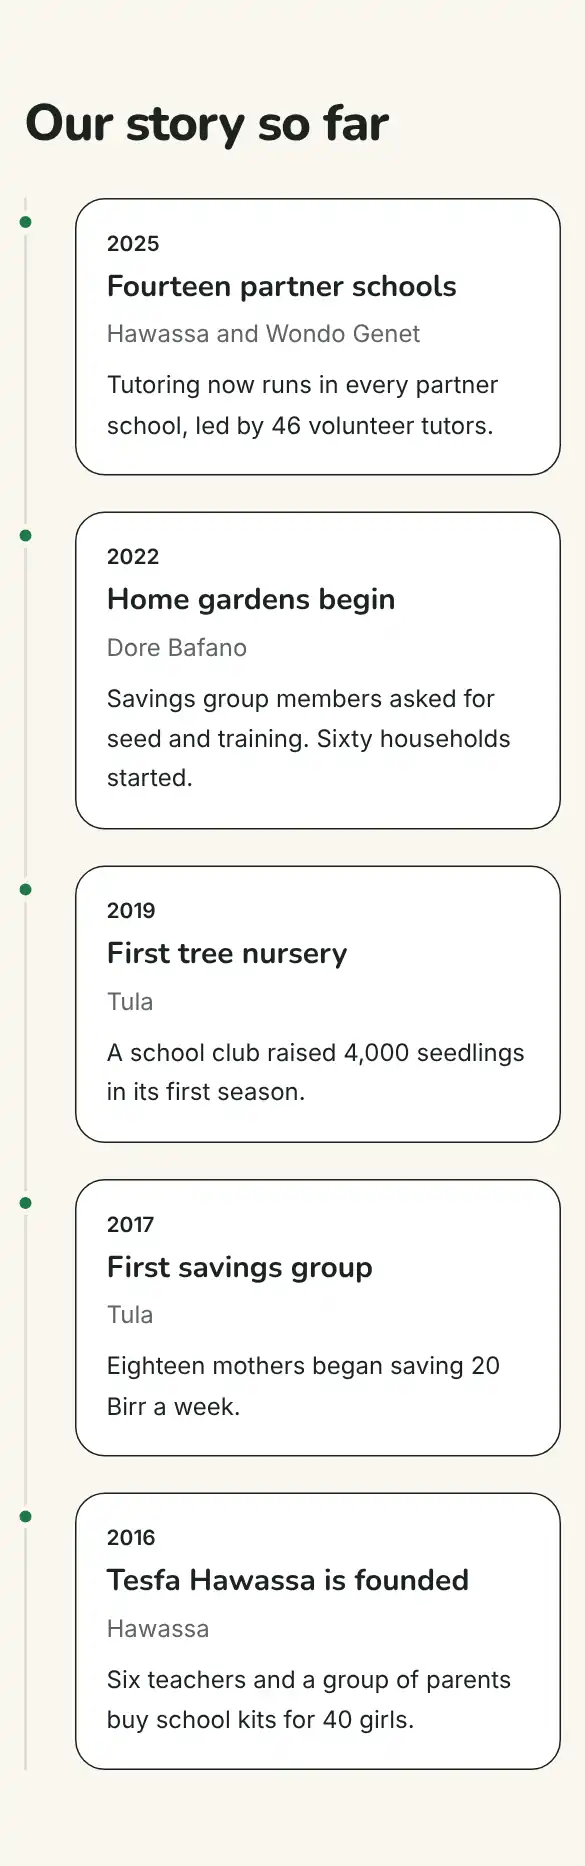 Our story so far
2025
Fourteen partner schools
Hawassa and Wondo Genet
Tutoring now runs in every partner
school, led by 46 volunteer tutors.
2022
Home gardens begin
Dore Bafano
Savings group members asked for
seed and training. Sixty households
started.
2019
First tree nursery
Tula
A school club raised 4,000 seedlings
in its first season.
2017
First savings group
Tula
Eighteen mothers began saving 20
Birr a week.
2016
Tesfa Hawassa is founded
Hawassa
Six teachers and a group of parents
buy school kits for 40 girls.